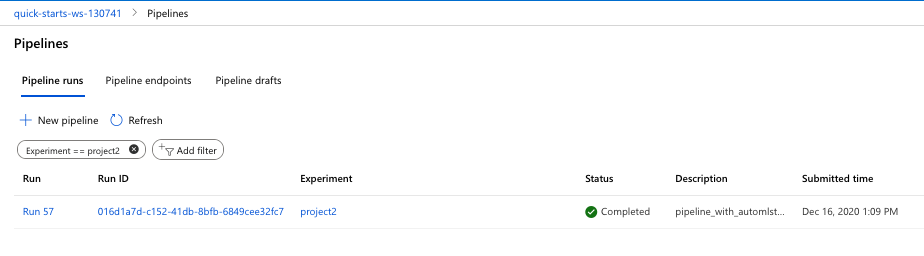 quick-starts-ws-130741 > Pipelines
Pipelines
Pipeline runs Pipeline endpoints Pipeline drafts
New pipeline Refresh
Experiment == project2 Add filter
Run Run ID Experiment Status Description Submitted time
Run 57 016d1a7d-c152-41db-8bfb-6849cee32fc7 project2 Completed pipeline_with_automlst... Dec 16, 2020 1:09 PM